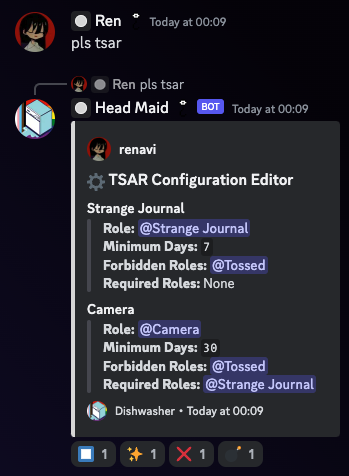 Ren Today at 00:09
pls tsar
Ren pls tsar
Head Maid BOT Today at 00:09
renavi
TSAR Configuration Editor
Strange Journal
Role: @Strange Journal
Minimum Days: 7
Forbidden Roles: @Tossed
Required Roles: None
Camera
Role: @Camera
Minimum Days: 30
Forbidden Roles: @Tossed
Required Roles: @Strange Journal
Dishwasher • Today at 00:09
1 1 1 1